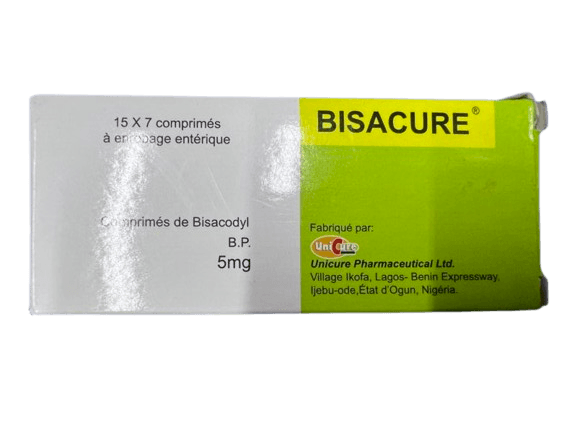 15 X 7 comprimés
à enrobage entérique
Comprimés de Bisacodyl
B.P.
5mg
BISACURE®
Fabriqué par:
UniCure
Unicure Pharmaceutical Ltd.
Village Ikofa, Lagos- Benin Expressway,
Ijebu-ode,État d'Ogun, Nigéria.